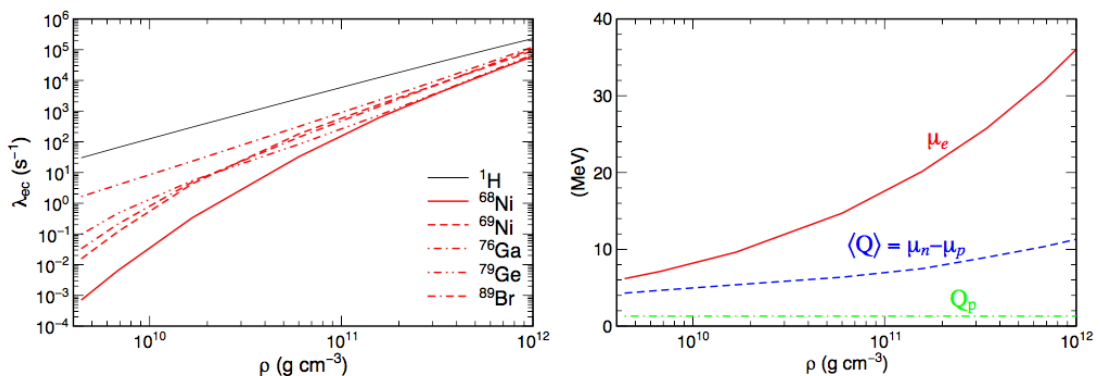 10⁶
10⁵
10⁴
10³
10²
10¹
10⁰
10⁻¹
10⁻²
10⁻³
10⁻⁴
λec (s⁻¹)
¹H
⁶⁸Ni
⁶⁹Ni
⁷⁶Ga
⁷⁹Ge
⁸⁹Br
10¹⁰ 10¹¹ 10¹²
ρ (g cm⁻³)
40
30
20
10
0
(MeV)
μe
⟨Q⟩ = μn−μp
Qp
10¹⁰ 10¹¹ 10¹²
ρ (g cm⁻³)